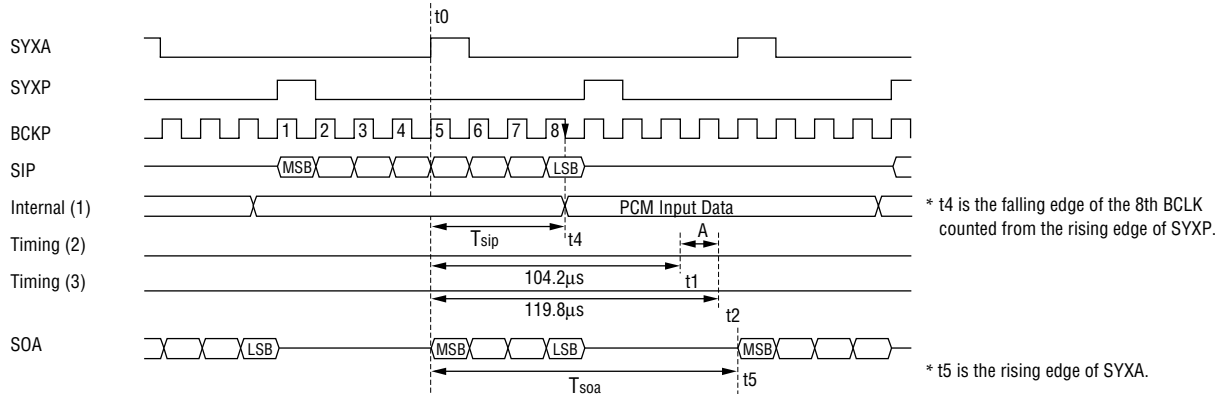 t0
SYXA
SYXP
BCKP 1 2 3 4 5 6 7 8
SIP MSB LSB
Internal (1) PCM Input Data
* t4 is the falling edge of the 8th BCLK
counted from the rising edge of SYXP.
Tsip t4 A
Timing (2)
104.2μs t1
Timing (3)
119.8μs
t2
SOA LSB MSB LSB MSB
Tsoa t5
* t5 is the rising edge of SYXA.